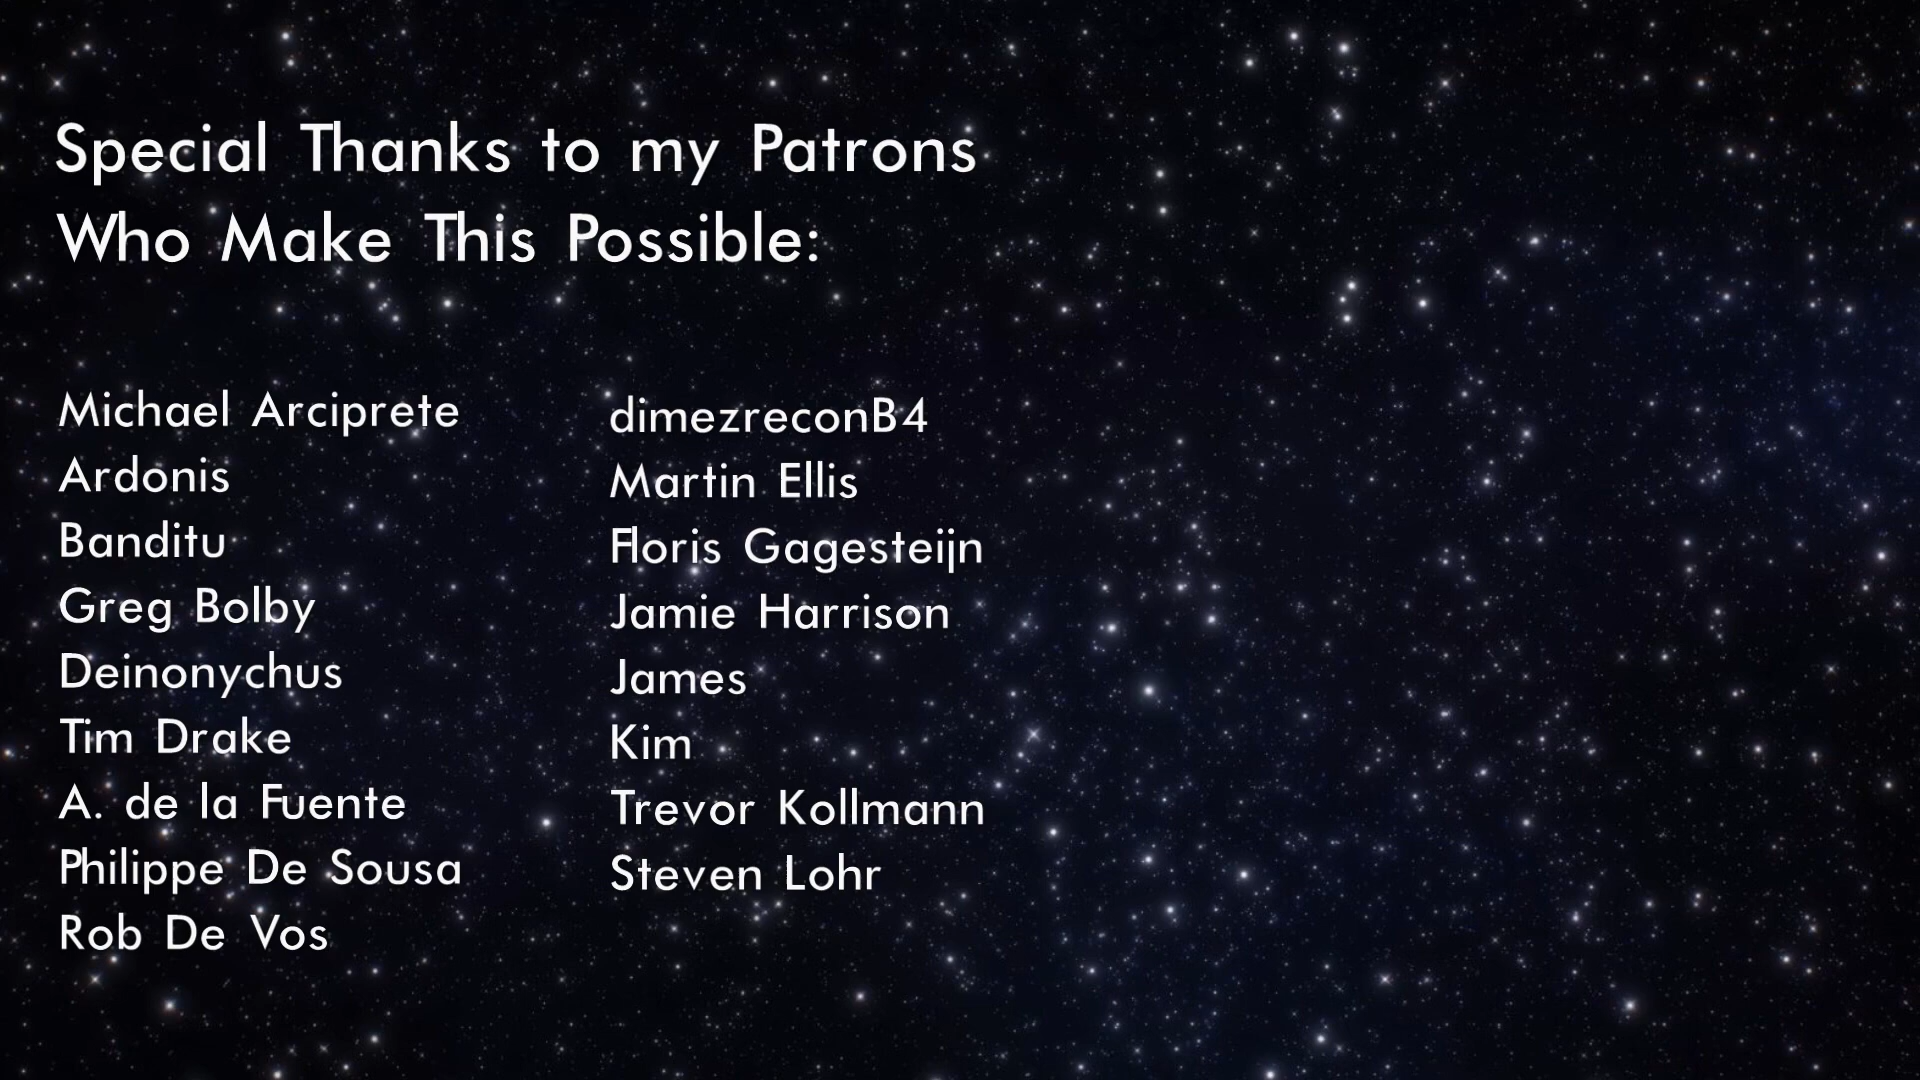 Special Thanks to my Patrons
Who Make This Possible:
Michael Arciprete
Ardonis
Banditu
Greg Bolby
Deinonychus
Tim Drake
A. de la Fuente
Philippe De Sousa
Rob De Vos
dimezreconB4
Martin Ellis
Floris Gagesteijn
Jamie Harrison
James
Kim
Trevor Kollmann
Steven Lohr